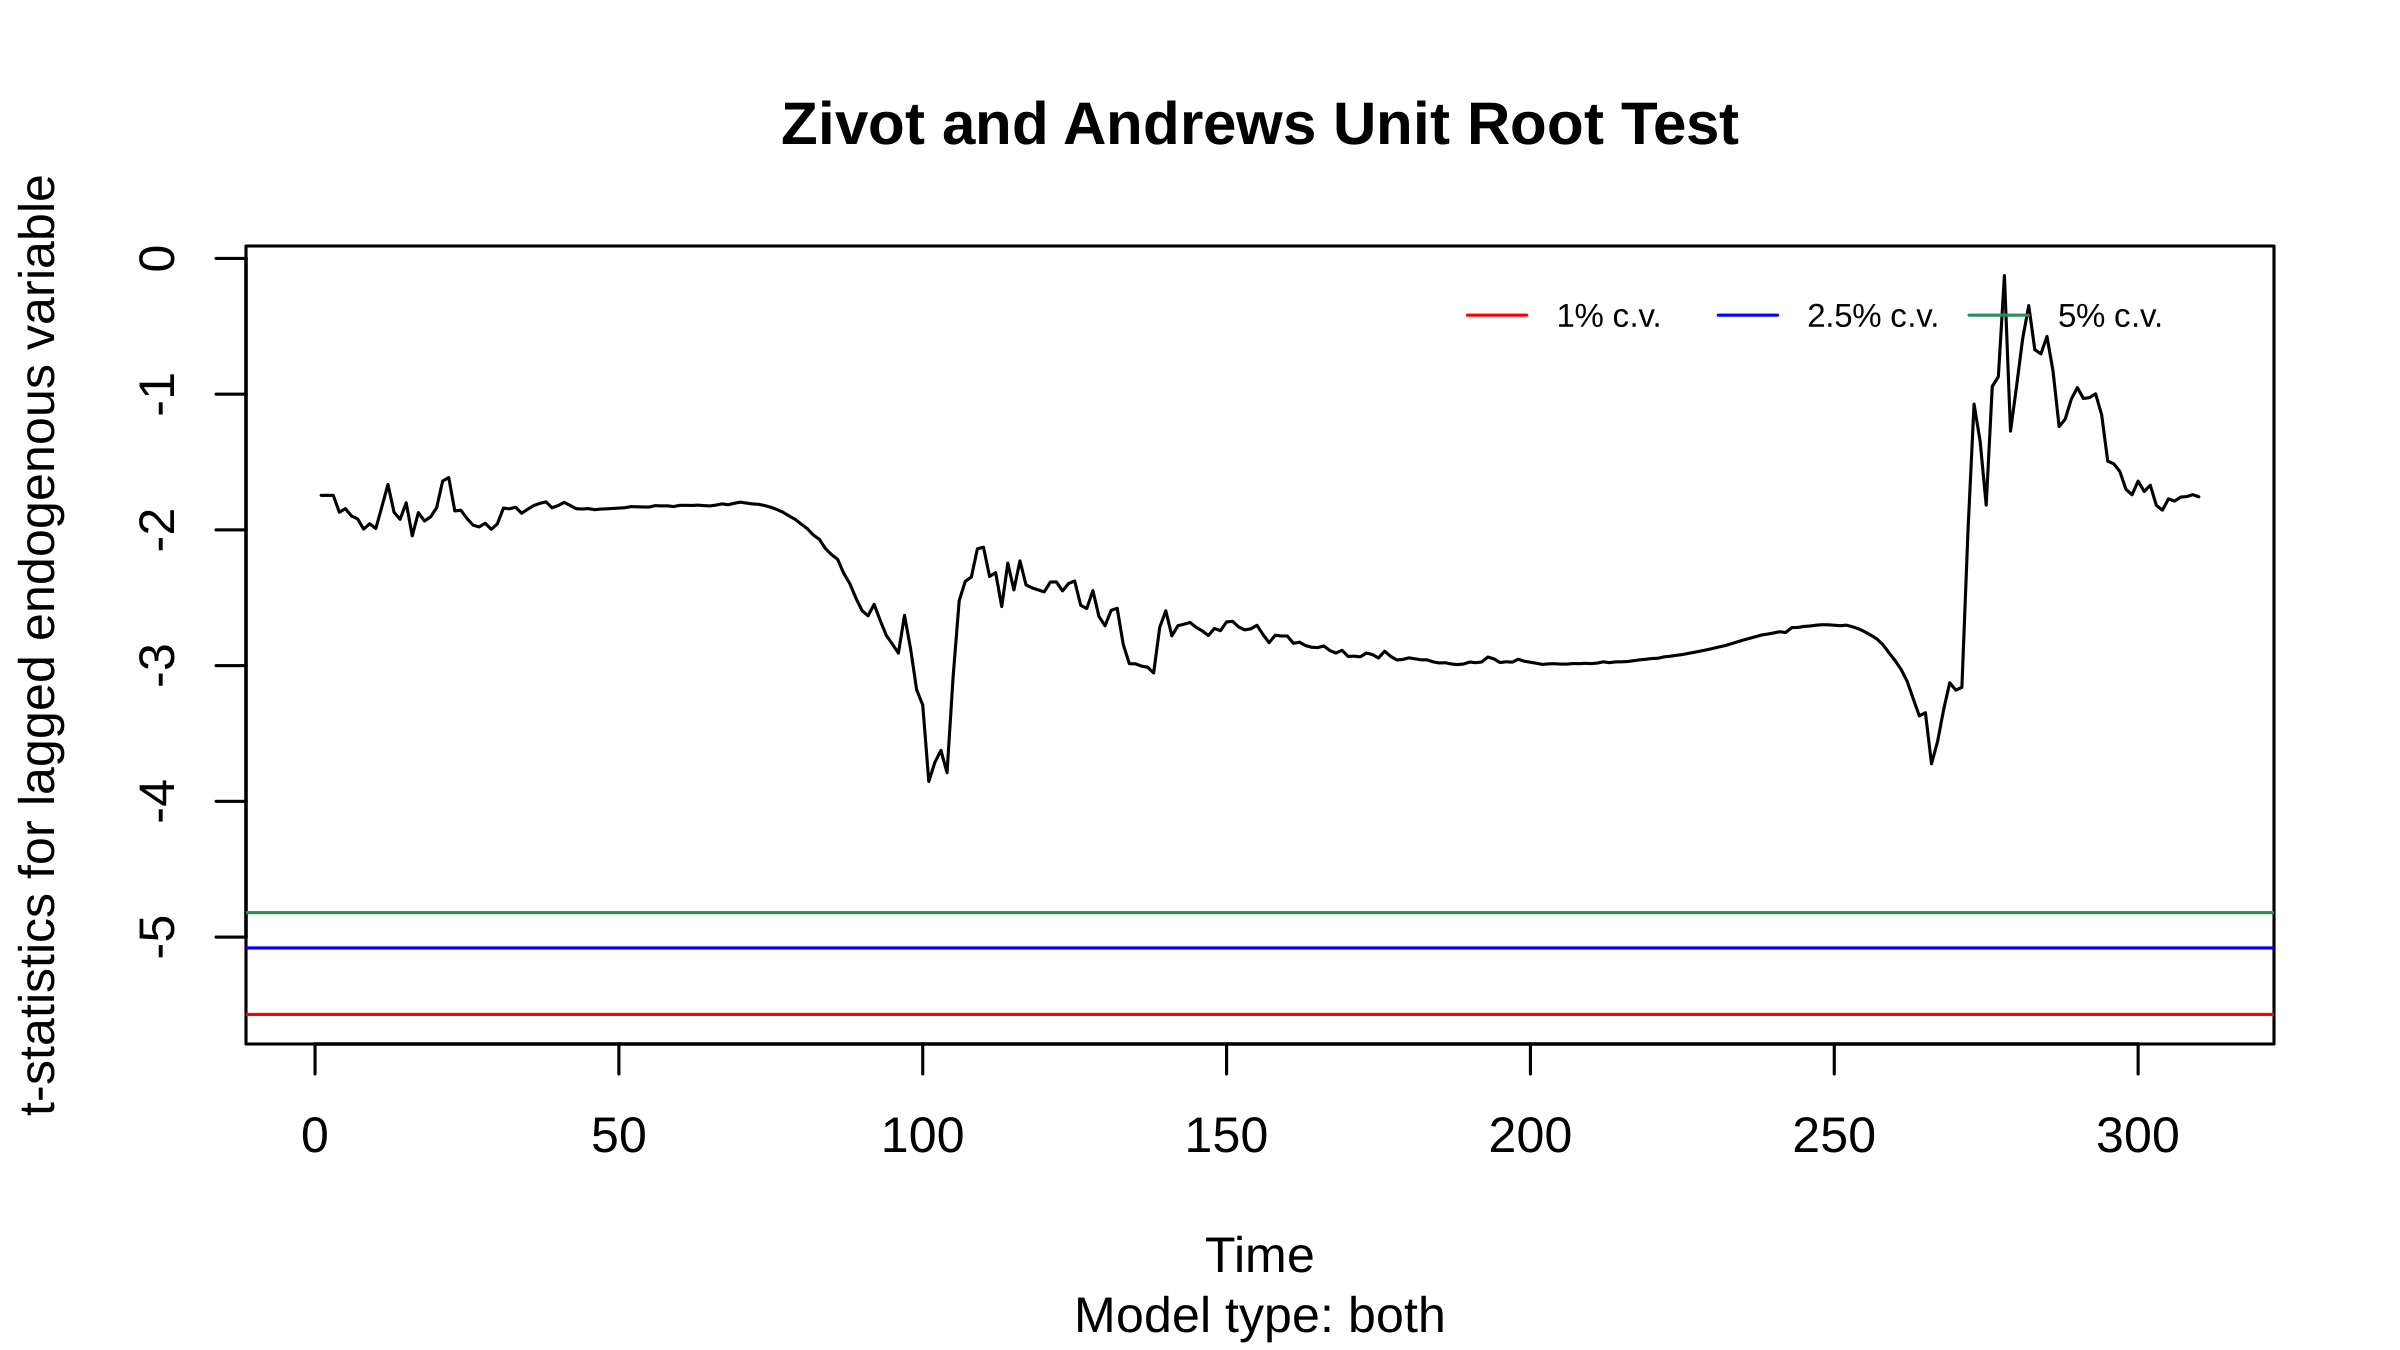 Zivot and Andrews Unit Root Test
t-statistics for lagged endogenous variable
0
-1
-2
-3
-4
-5
1% c.v. 2.5% c.v. 5% c.v.
0 50 100 150 200 250 300
Time
Model type: both